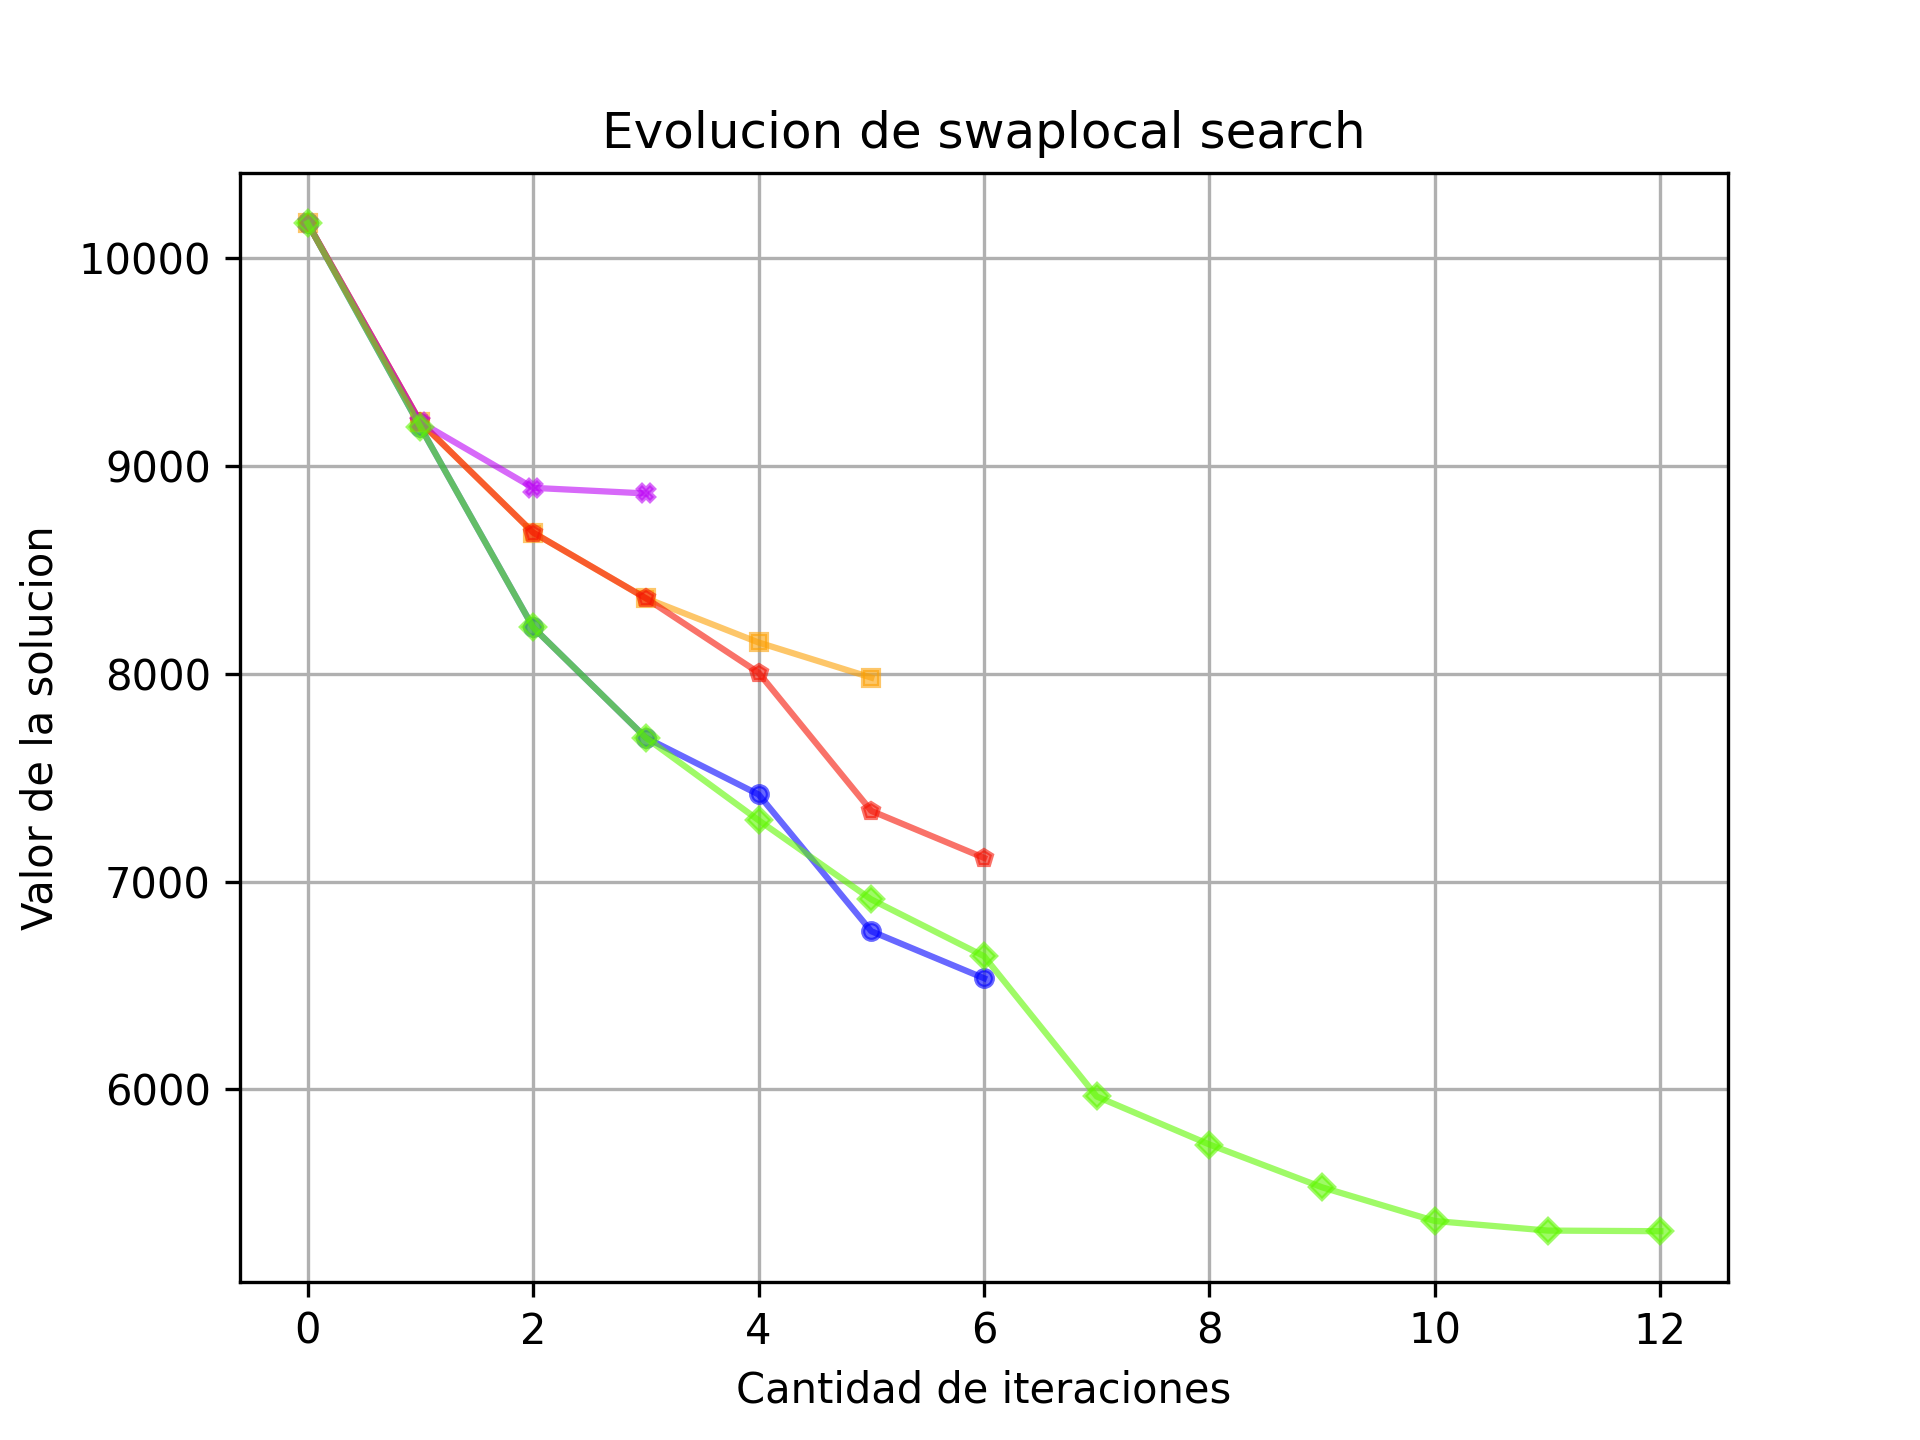 Evolucion de swaplocal search
Valor de la solucion
10000
9000
8000
7000
6000
0 2 4 6 8 10 12
Cantidad de iteraciones